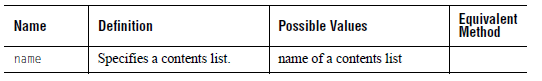 Name Definition Possible Values Equivalent Method
name Specifies a contents list. name of a contents list